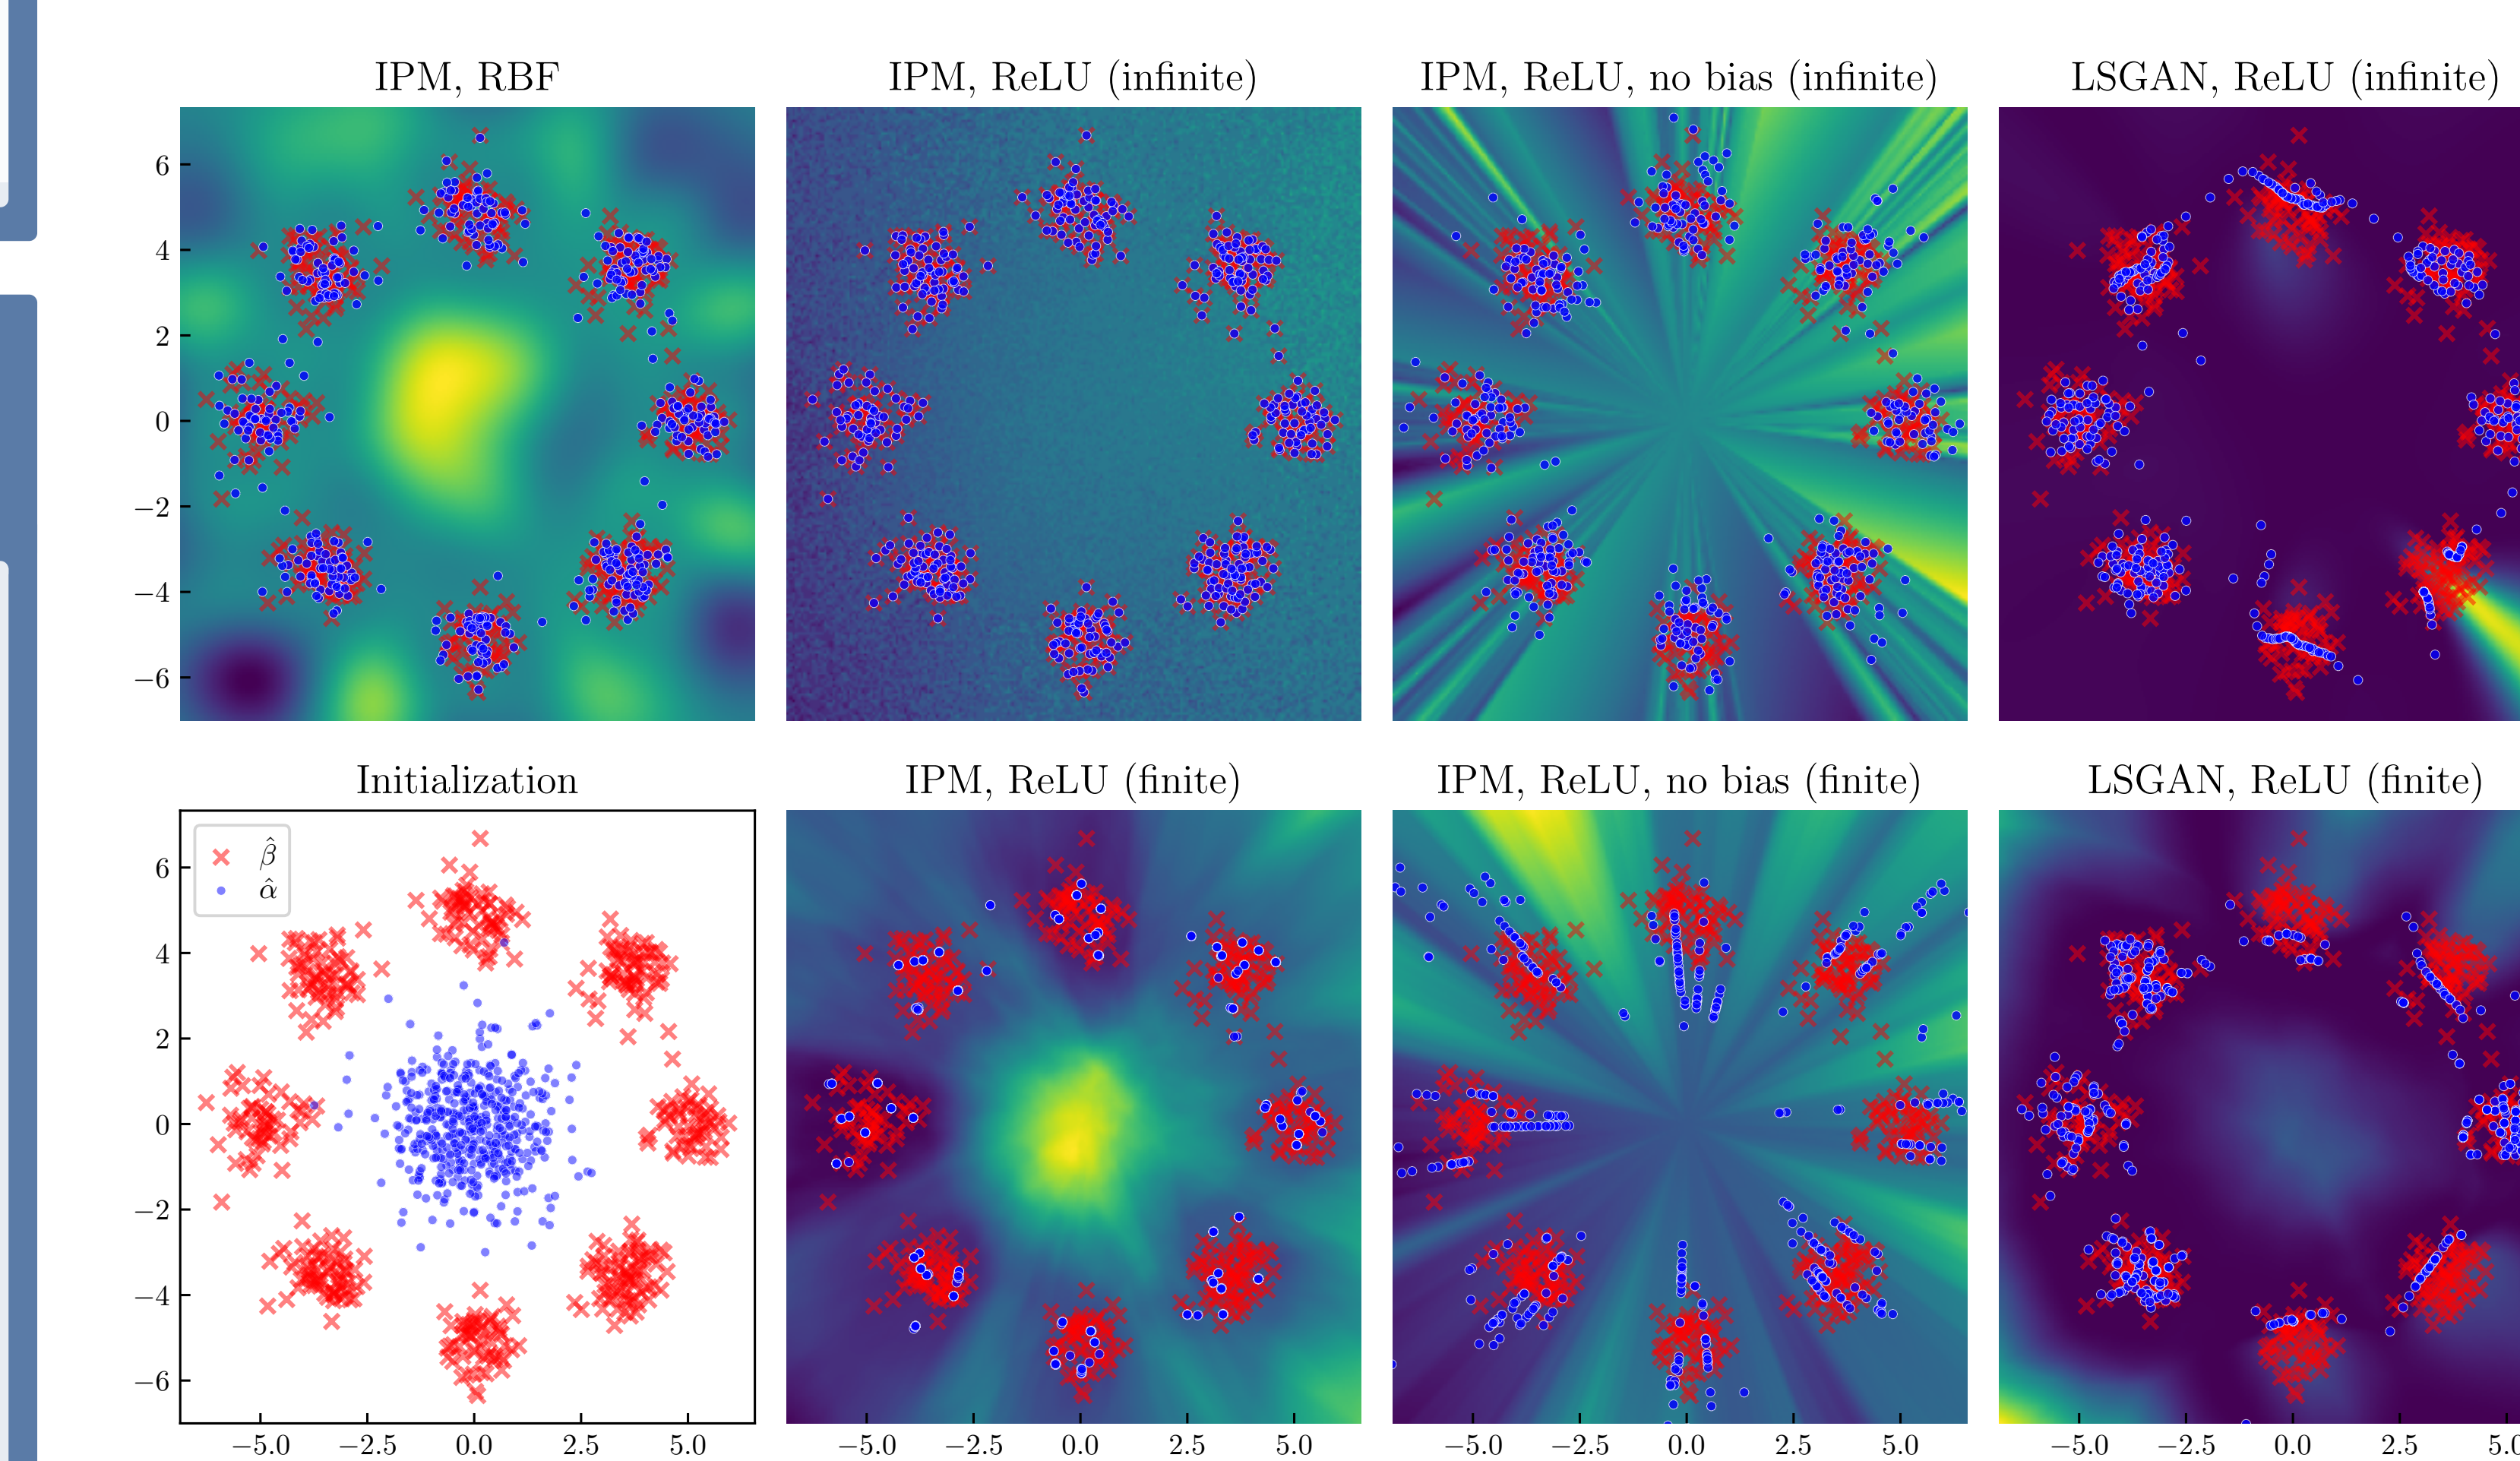 IPM, RBF
IPM, ReLU (infinite)
IPM, ReLU, no bias (infinite)
LSGAN, ReLU (infinite)
6
4
2
0
−2
−4
−6
Initialization
IPM, ReLU (finite)
IPM, ReLU, no bias (finite)
LSGAN, ReLU (finite)
β̂
α̂
6
4
2
0
−2
−4
−6
−5.0 −2.5 0.0 2.5 5.0
−5.0 −2.5 0.0 2.5 5.0
−5.0 −2.5 0.0 2.5 5.0
−5.0 −2.5 0.0 2.5